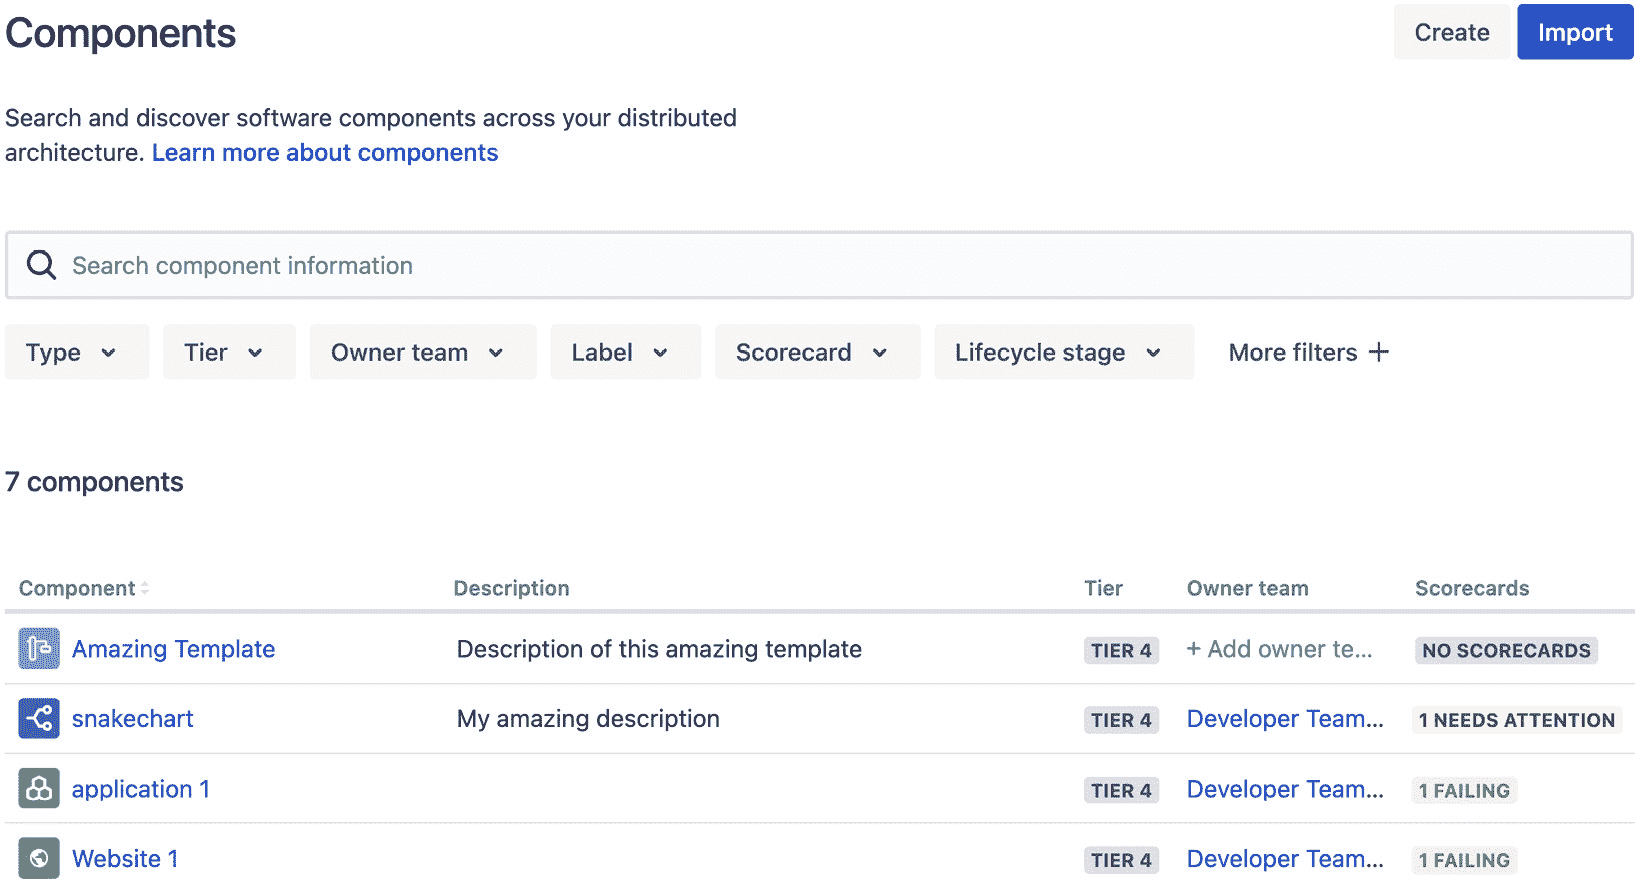 Components
Create
Import
Search and discover software components across your distributed
architecture. Learn more about components
Search component information
Type
Tier
Owner team
Label
Scorecard
Lifecycle stage
More filters
7 components
Component Description Tier Owner team Scorecards
Amazing Template Description of this amazing template TIER 4 + Add owner te... NO SCORECARDS
snakechart My amazing description TIER 4 Developer Team... 1 NEEDS ATTENTION
application 1 TIER 4 Developer Team... 1 FAILING
Website 1 TIER 4 Developer Team... 1 FAILING